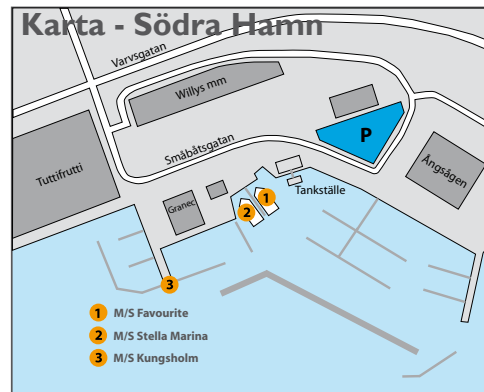 Karta - Södra Hamn
Varvsgatan
Willys mm
P
Småbåtsgatan
Ångsågen
Tuttifrutti
Tankställe
Granec
1
2
3
1 M/S Favourite
2 M/S Stella Marina
3 M/S Kungsholm